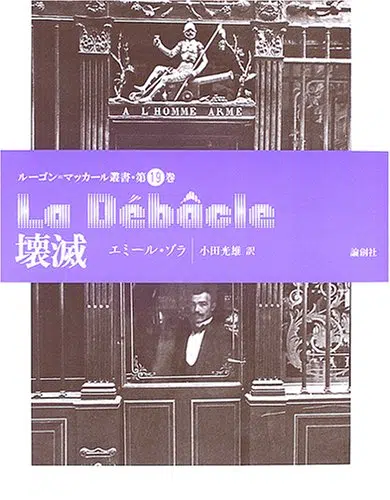 A L'HOMME ARMÉ
ルーゴン=マッカール叢書・第19巻
La Débâcle
壊滅
エミール・ゾラ 小田光雄 訳
論創社